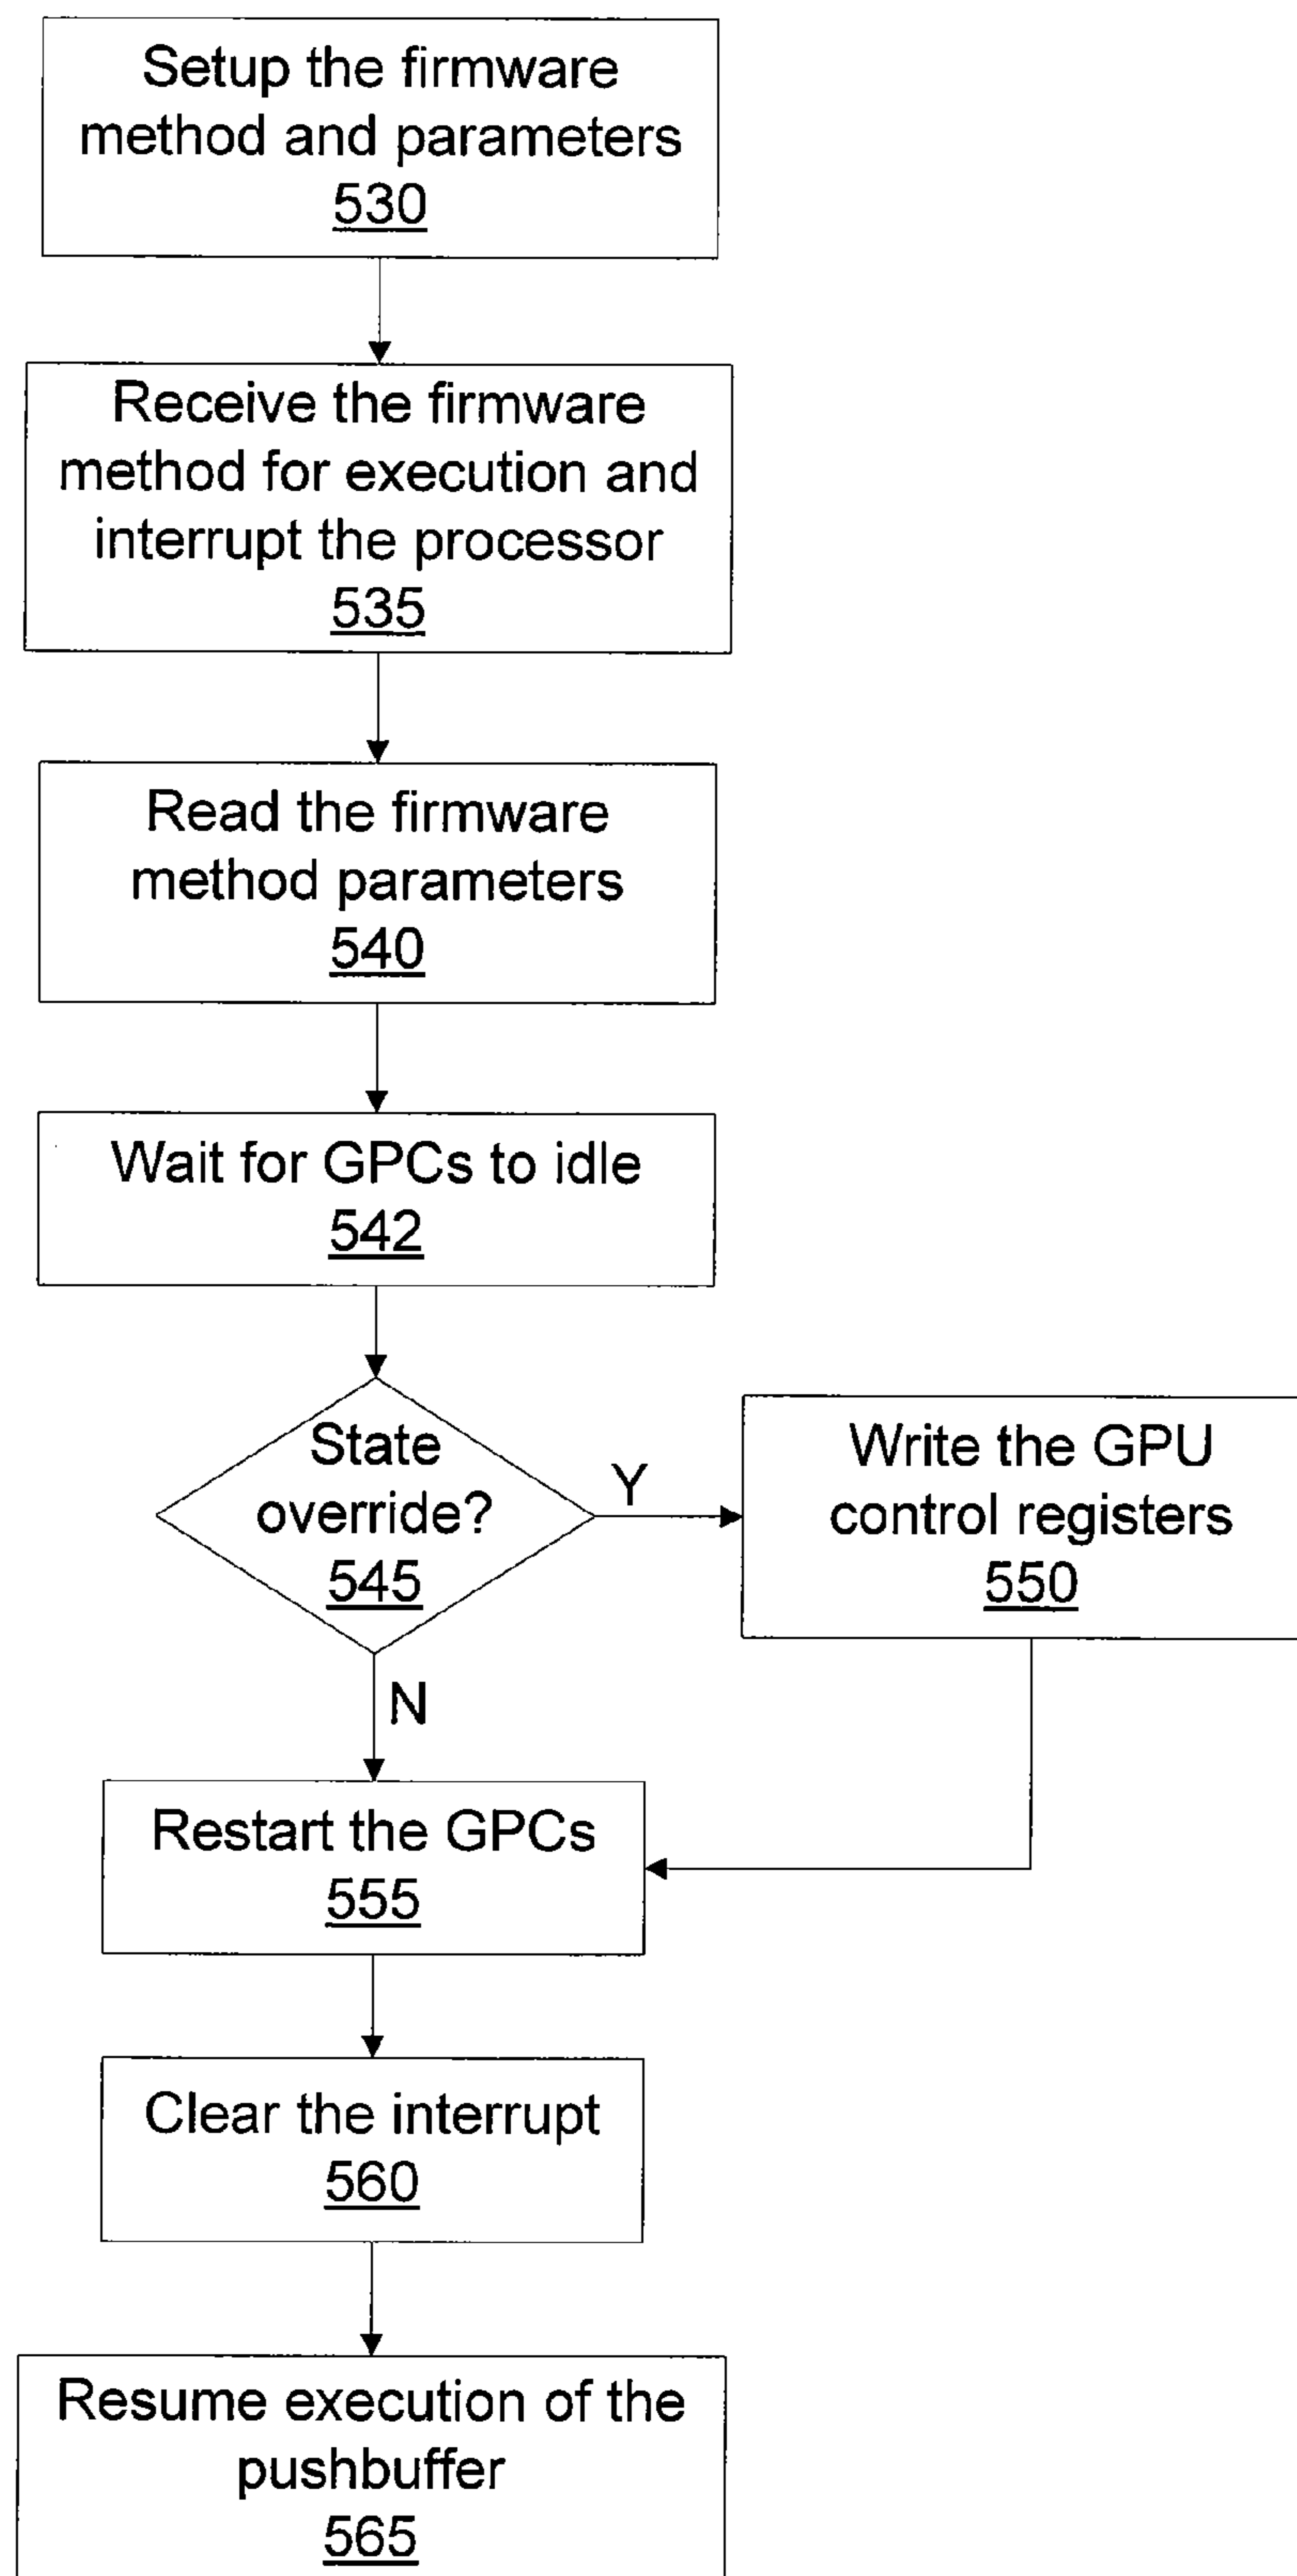 Setup the firmware
method and parameters
530
Receive the firmware
method for execution and
interrupt the processor
535
Read the firmware
method parameters
540
Wait for GPCs to idle
542
State
override?
545
Y
Write the GPU
control registers
550
N
Restart the GPCs
555
Clear the interrupt
560
Resume execution of the
pushbuffer
565